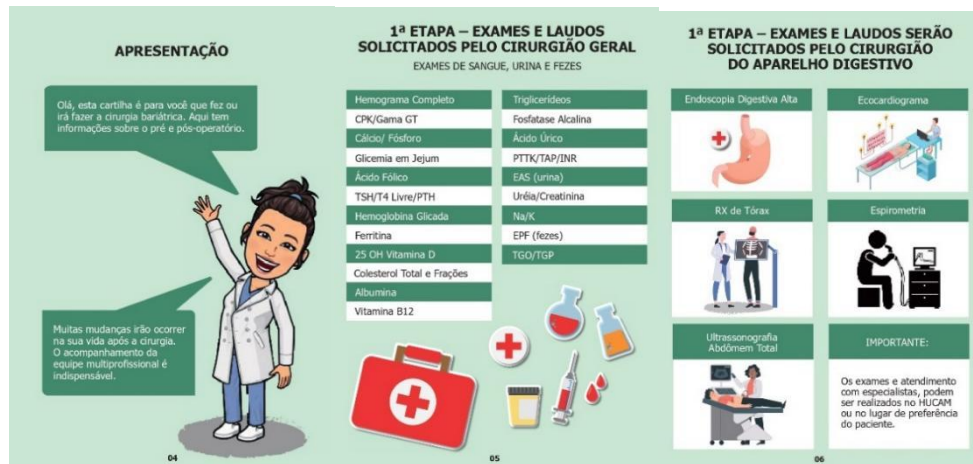 APRESENTAÇÃO
Olá, esta cartilha é para você que fez ou
irá fazer a cirurgia bariátrica. Aqui tem
informações sobre o pré e pós-operatório.
Muitas mudanças irão ocorrer
na sua vida após a cirurgia.
O acompanhamento da
equipe multiprofissional é
indispensável.
04
1ª ETAPA – EXAMES E LAUDOS
SOLICITADOS PELO CIRURGIÃO GERAL
EXAMES DE SANGUE, URINA E FEZES
Hemograma Completo
CPK/Gama GT
Cálcio/ Fósforo
Glicemia em Jejum
Ácido Fólico
TSH/T4 Livre/PTH
Hemoglobina Glicada
Ferritina
25 OH Vitamina D
Colesterol Total e Frações
Albumina
Vitamina B12
Triglicerídeos
Fosfatase Alcalina
Ácido Úrico
PTTK/TAP/INR
EAS (urina)
Uréia/Creatinina
Na/K
EPF (fezes)
TGO/TGP
05
1ª ETAPA – EXAMES E LAUDOS SERÃO
SOLICITADOS PELO CIRURGIÃO
DO APARELHO DIGESTIVO
Endoscopia Digestiva Alta
Ecocardiograma
RX de Tórax
Espirometria
Ultrassonografia
Abdômem Total
IMPORTANTE:
Os exames e atendimento
com especialistas, podem
ser realizados no HUCAM
ou no lugar de preferência
do paciente.
06